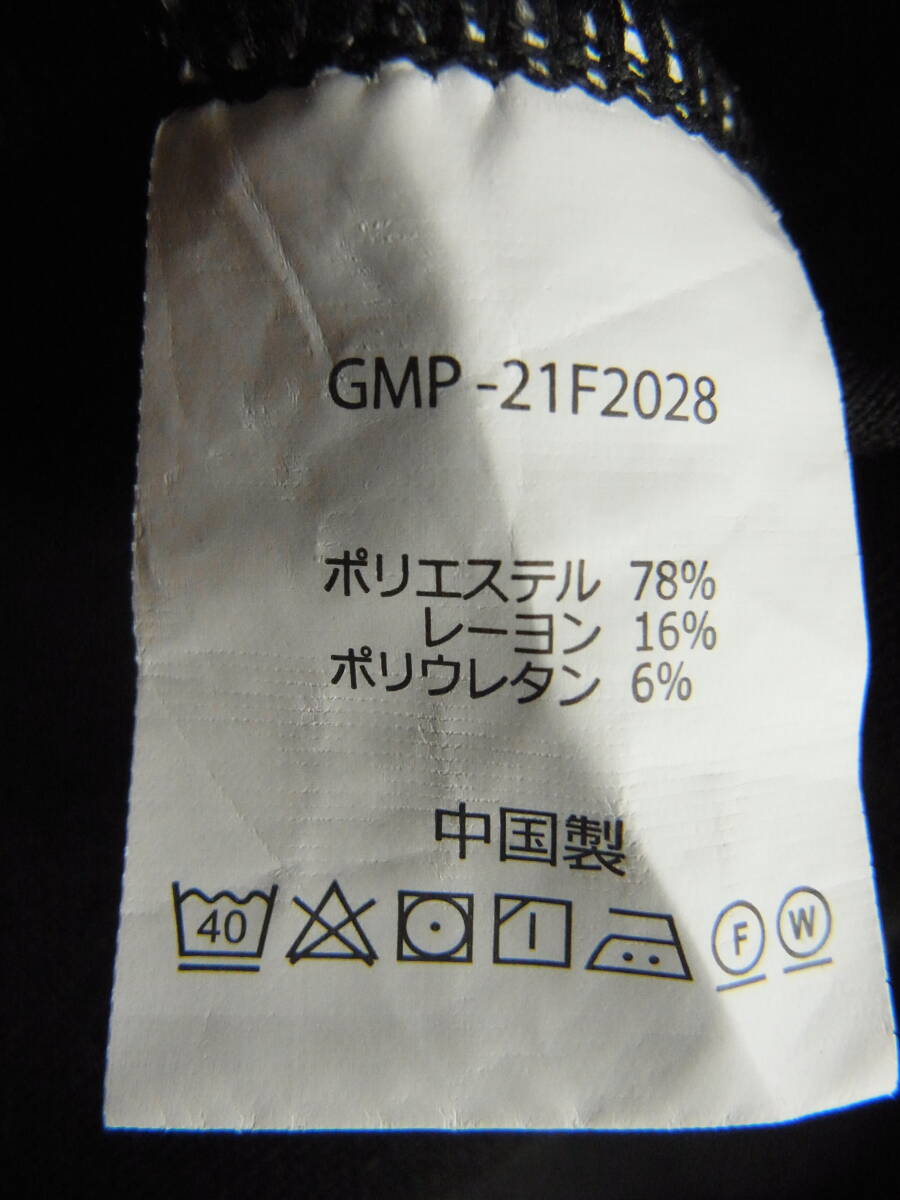 GMP -21F2028
ポリエステル 78%
レーヨン 16%
ポリウレタン 6%
中国製
40 F W